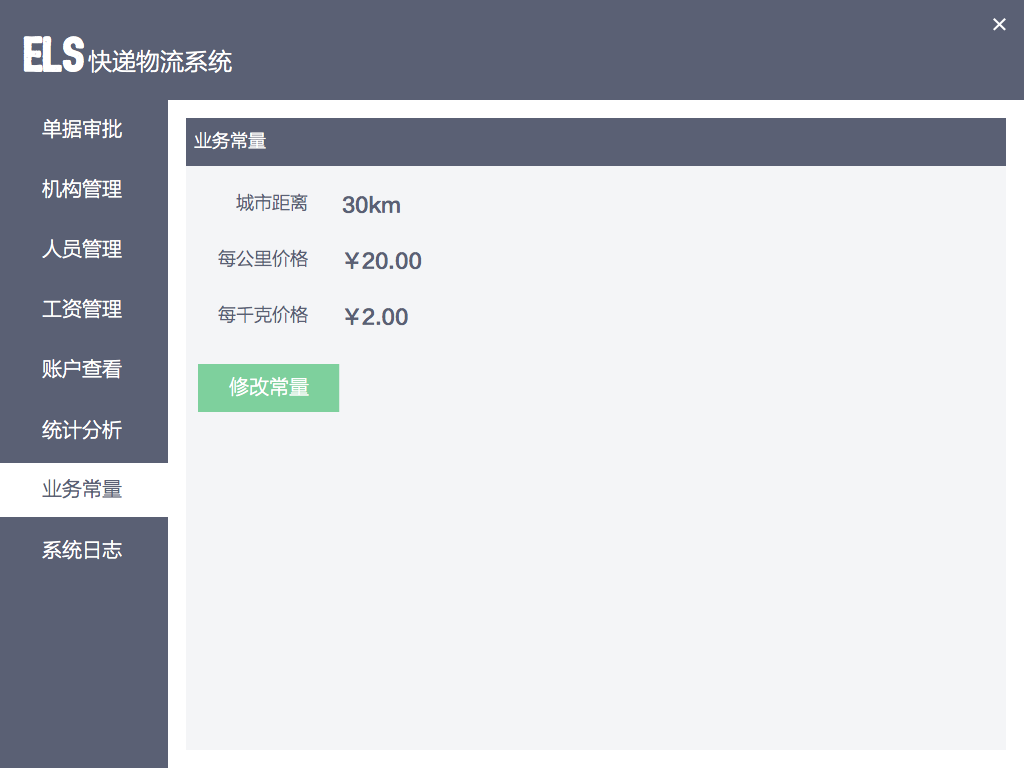 ×
ELS 快递物流系统
单据审批
机构管理
人员管理
工资管理
账户查看
统计分析
业务常量
系统日志
业务常量
城市距离 30km
每公里价格 ￥20.00
每千克价格 ￥2.00
修改常量